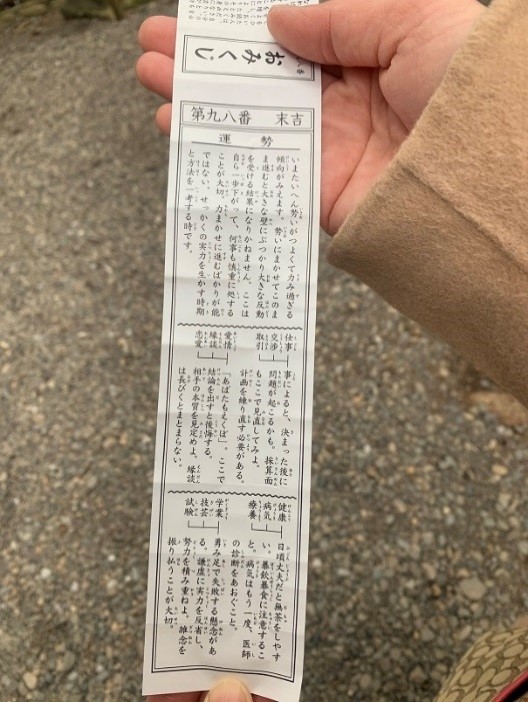 おみくじ
第九八番 末吉
運勢
いまたいへん勢いがつよくて力み過ぎる
傾向がみえます。勢いにまかせてこのま
ま進むと大きな壁にぶつかり大きな反動
を受ける結果になりかねません。ここは
自ら一歩下がって、何事も慎重に処する
ことが大切。力まかせに進むばかりが能
ではない、せっかくの実力を生かす時期
と方法を一考する時です。
仕事
交渉
取引
事によると、決まった後に
問題が起こるかも。採算面
もここで見直してみよ。
計画を練り直す必要がある。
愛情
縁談
恋愛
「あばたもえくぼ」。ここで
結論を出すと後悔する。
相手の本質を見定めよ。縁談
は長びくとまとまらない。
健康
病気
療養
日頃丈夫だと無茶をしやす
い。暴飲暴食に注意するこ
と。病気はもう一度、医師
の診断をあおぐこと。
学業
技芸
試験
勇み足で失敗する懸念があ
る。謙虚に実力を反省し、
努力を積み重ねよ。雑念を
振り払うことが大切。